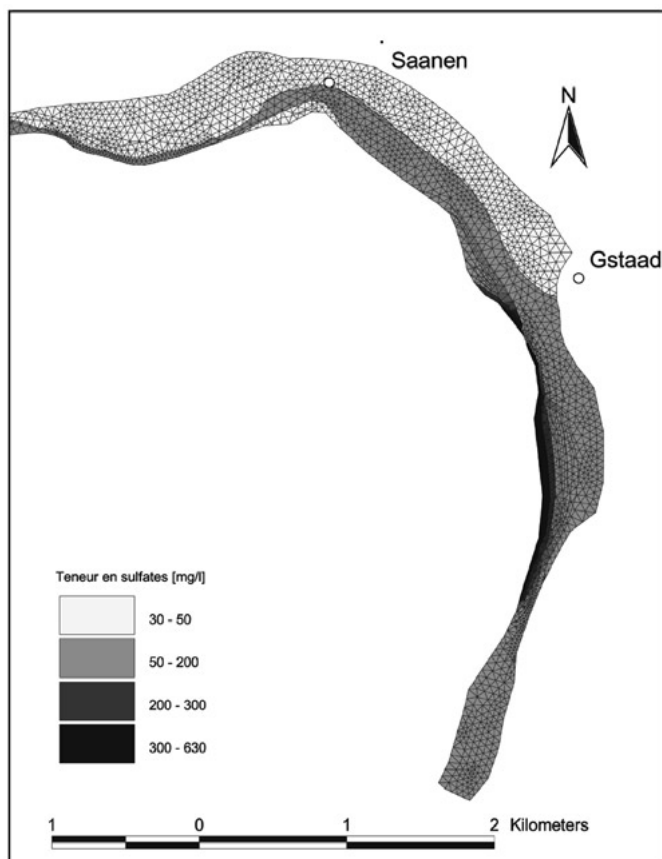 Saanen
N
Gstaad
Teneur en sulfates [mg/l]
30 - 50
50 - 200
200 - 300
300 - 630
1 0 1 2 Kilometers